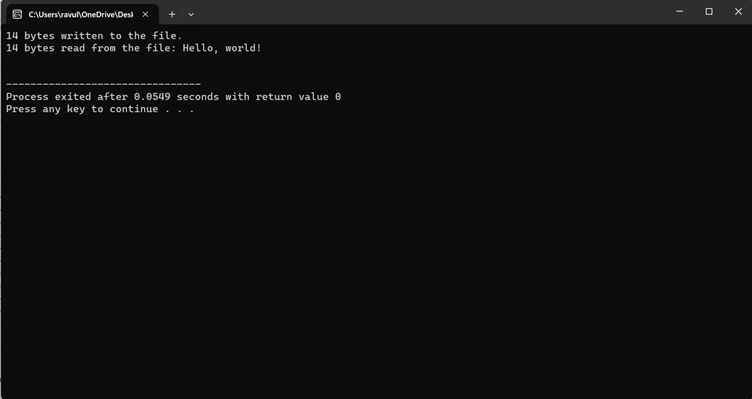 C:\Users\ravul\OneDrive\Desk
14 bytes written to the file.
14 bytes read from the file: Hello, world!
--------------------------------
Process exited after 0.0549 seconds with return value 0
Press any key to continue . . .